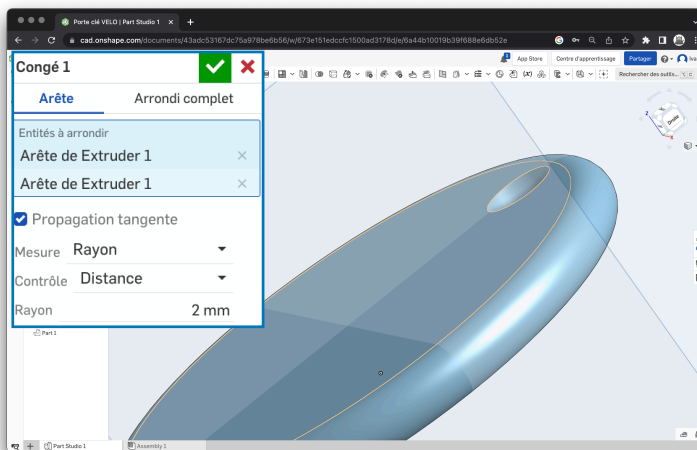 Porte clé VELO | Part Studio 1
cad.onshape.com/documents/43adc53167dc75a978be6b56/w/673e151edccfc1500ad3178d/e/6a44b10019b39f688e6db52e
App Store
Centre d'apprentissage
Partager
Iva
Rechercher des outils...
Congé 1
Arête
Arrondi complet
Entités à arrondir
Arête de Extruder 1
Arête de Extruder 1
Propagation tangente
Mesure Rayon
Contrôle Distance
Rayon 2 mm
Part 1
Z
Droite
X
Part Studio 1
Assembly 1